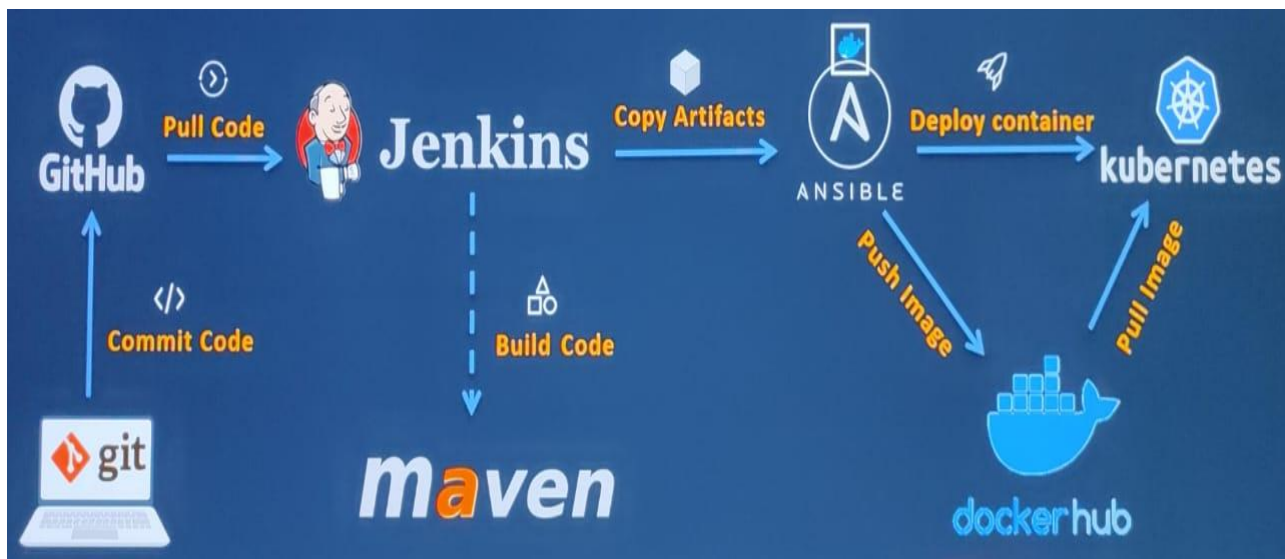 GitHub
Pull Code
Jenkins
Copy Artifacts
ANSIBLE
Deploy container
kubernetes
Commit Code
Build Code
Push Image
Pull Image
git
maven
dockerhub